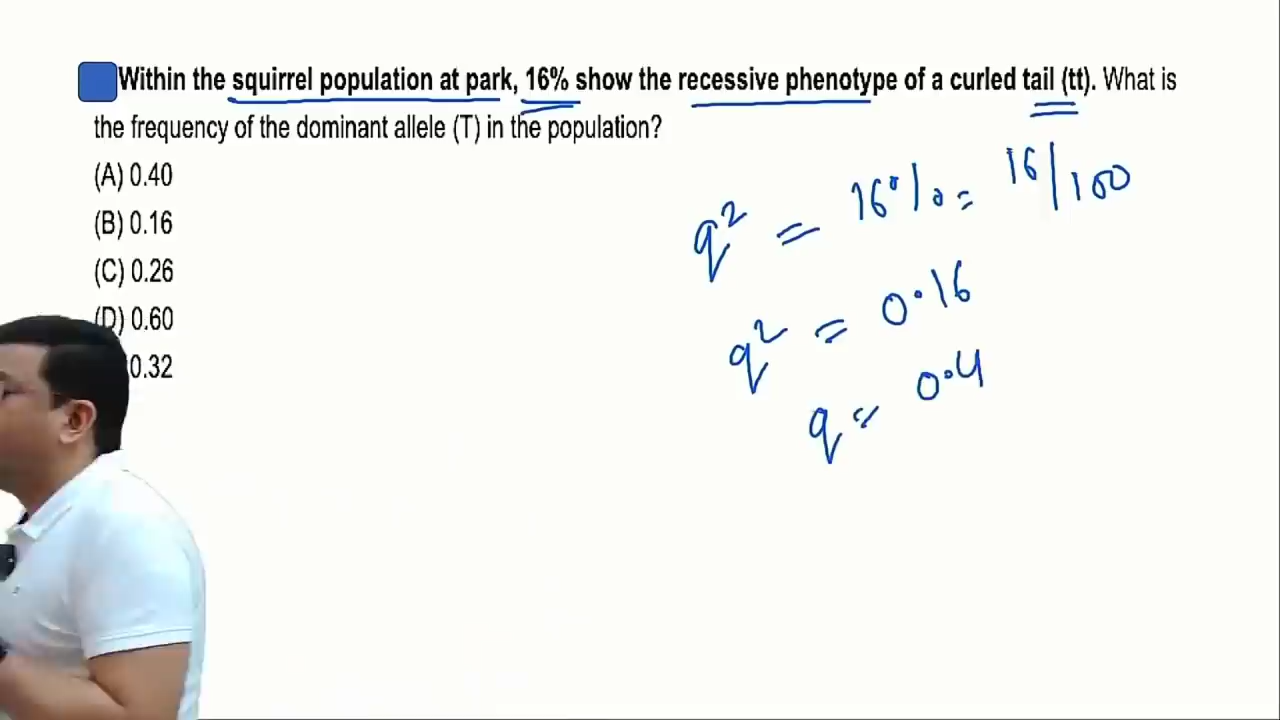 Within the squirrel population at park, 16% show the recessive phenotype of a curled tail (tt). What is
the frequency of the dominant allele (T) in the population?
(A) 0.40
(B) 0.16
(C) 0.26
(D) 0.60
0.32
q² = 16% = 16/100
q² = 0.16
q = 0.4